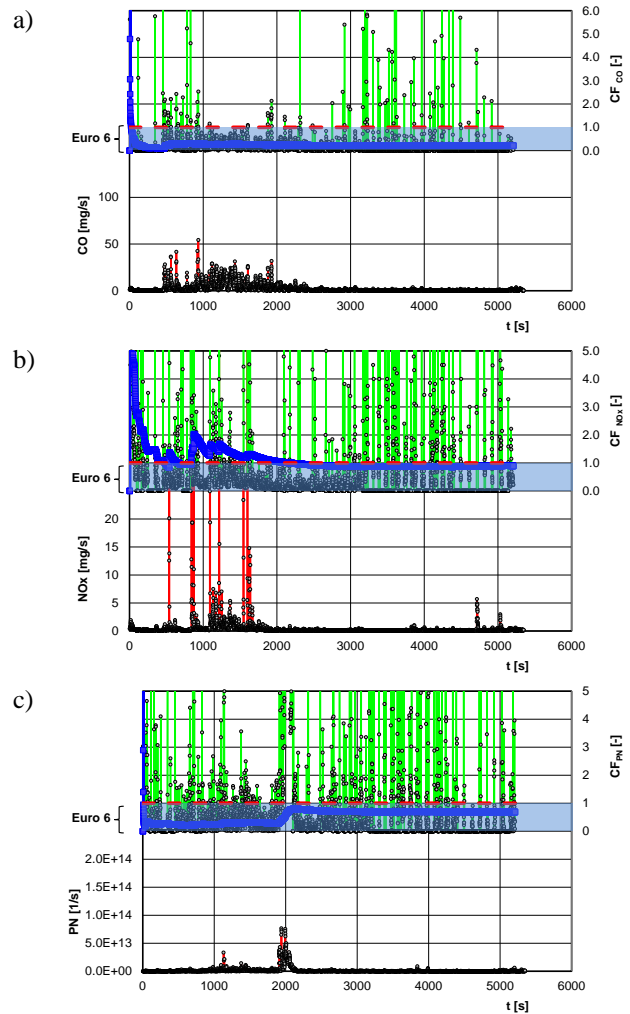 a)
6.0
5.0
4.0
3.0
2.0
1.0
0.0
CF CO [-]
Euro 6
100
50
0
CO [mg/s]
0 1000 2000 3000 4000 5000 6000
t [s]
b)
5.0
4.0
3.0
2.0
1.0
0.0
CF NOx [-]
Euro 6
20
15
10
5
0
NOx [mg/s]
0 1000 2000 3000 4000 5000 6000
t [s]
c)
5
4
3
2
1
0
CF PN [-]
Euro 6
2.0E+14
1.5E+14
1.0E+14
5.0E+13
0.0E+00
PN [1/s]
0 1000 2000 3000 4000 5000 6000
t [s]